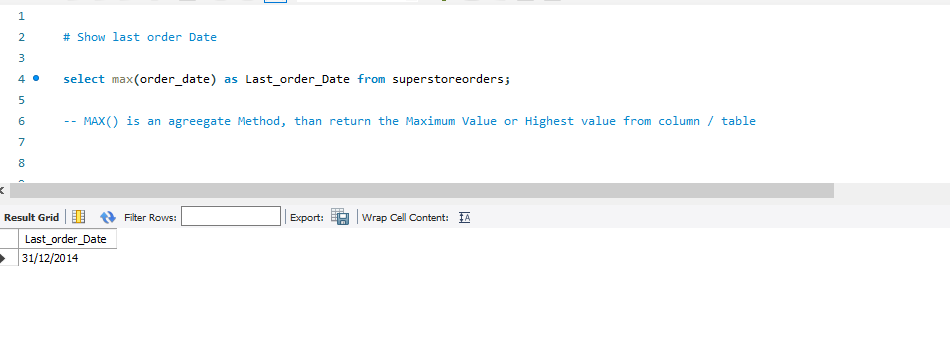 1
2 # Show last order Date
3
4 select max(order_date) as Last_order_Date from superstoreorders;
5
6 -- MAX() is an agreegate Method, than return the Maximum Value or Highest value from column / table
7
8
Result Grid Filter Rows: Export: Wrap Cell Content: IA
Last_order_Date
31/12/2014